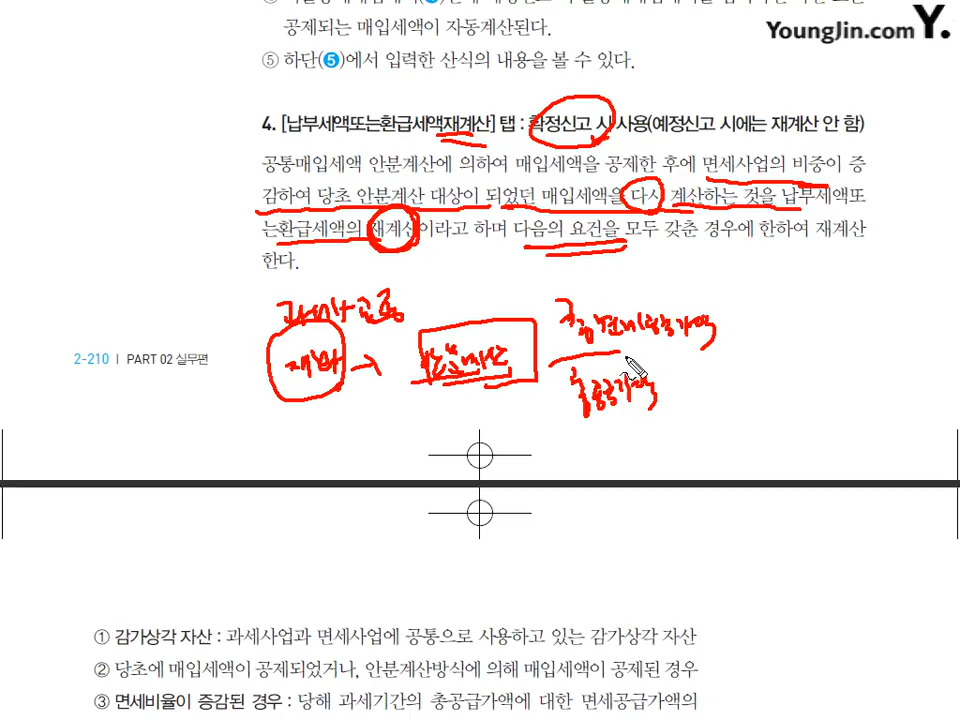 YoungJin.com Y.
공제되는 매입세액이 자동계산된다.
⑤ 하단(❺)에서 입력한 산식의 내용을 볼 수 있다.
4. [납부세액또는환급세액재계산] 탭 : 확정신고 시 사용(예정신고 시에는 재계산 안 함)
공통매입세액 안분계산에 의하여 매입세액을 공제한 후에 면세사업의 비중이 증
감하여 당초 안분계산 대상이 되었던 매입세액을 다시 계산하는 것을 납부세액또
는환급세액의 재계산이라고 하며 다음의 요건을 모두 갖춘 경우에 한하여 재계산
한다.
2-210 | PART 02 실무편
총공급가액
① 감가상각 자산 : 과세사업과 면세사업에 공통으로 사용하고 있는 감가상각 자산
② 당초에 매입세액이 공제되었거나, 안분계산방식에 의해 매입세액이 공제된 경우
③ 면세비율이 증감된 경우 : 당해 과세기간의 총공급가액에 대한 면세공급가액의